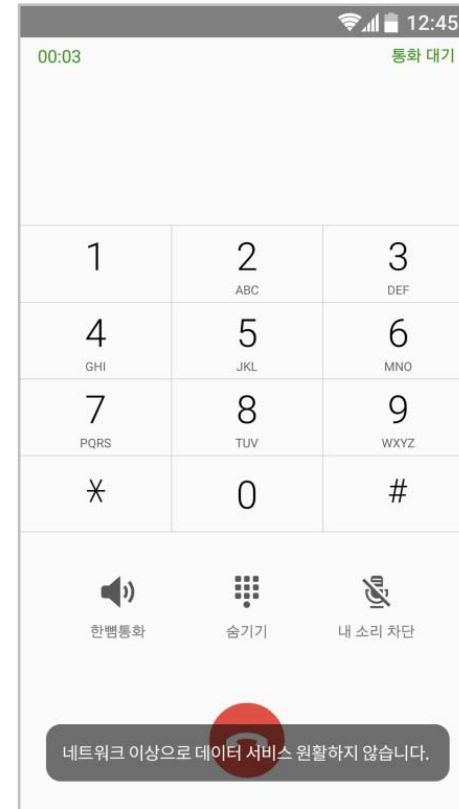 12:45
00:03 통화 대기
1 2 3
ABC DEF
4 5 6
GHI JKL MNO
7 8 9
PQRS TUV WXYZ
* 0 #
한뼘통화 숨기기 내 소리 차단
네트워크 이상으로 데이터 서비스 원활하지 않습니다.